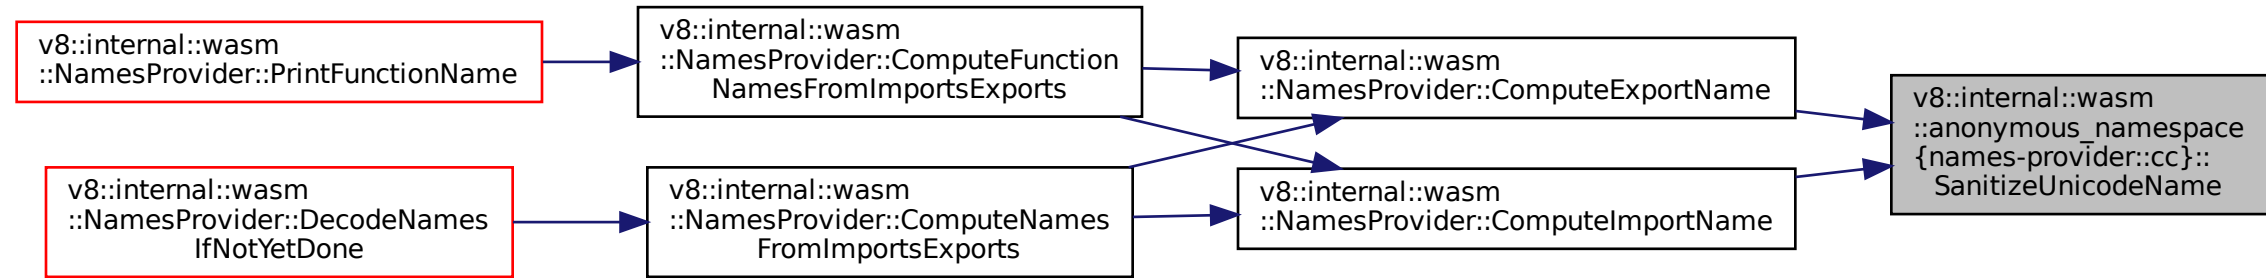 v8::internal::wasm
::NamesProvider::PrintFunctionName
v8::internal::wasm
::NamesProvider::ComputeFunction
NamesFromImportsExports
v8::internal::wasm
::NamesProvider::ComputeExportName
v8::internal::wasm
::anonymous_namespace
{names-provider::cc}::
SanitizeUnicodeName
v8::internal::wasm
::NamesProvider::DecodeNames
IfNotYetDone
v8::internal::wasm
::NamesProvider::ComputeNames
FromImportsExports
v8::internal::wasm
::NamesProvider::ComputeImportName